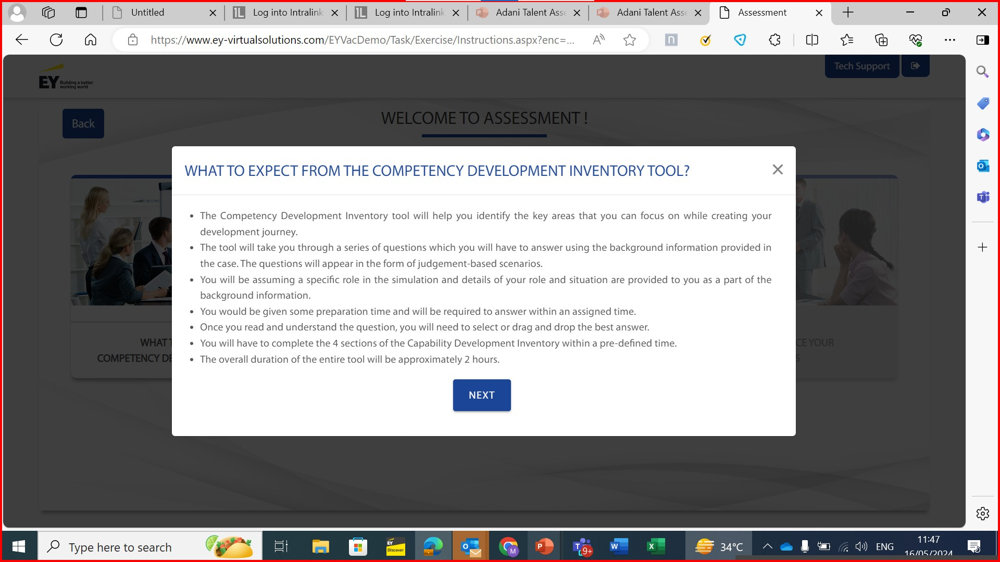 Untitled
Log into Intralink
Log into Intralink
Adani Talent Asse
Adani Talent Asse
Assessment
https://www.ey-virtualsolutions.com/EYVacDemo/Task/Exercise/Instructions.aspx?enc=...
EY Building a better
working world
Tech Support
Back
WELCOME TO ASSESSMENT !
WHAT TO EXPECT FROM THE COMPETENCY DEVELOPMENT INVENTORY TOOL?
• The Competency Development Inventory tool will help you identify the key areas that you can focus on while creating your
development journey.
• The tool will take you through a series of questions which you will have to answer using the background information provided in
the case. The questions will appear in the form of judgement-based scenarios.
• You will be assuming a specific role in the simulation and details of your role and situation are provided to you as a part of the
background information.
• You would be given some preparation time and will be required to answer within an assigned time.
• Once you read and understand the question, you will need to select or drag and drop the best answer.
• You will have to complete the 4 sections of the Capability Development Inventory within a pre-defined time.
• The overall duration of the entire tool will be approximately 2 hours.
NEXT
WHAT T
COMPETENCY DE
CE YOUR
S
Type here to search
EY
Discover
M
9+
34°C
ENG
11:47
16/05/2024